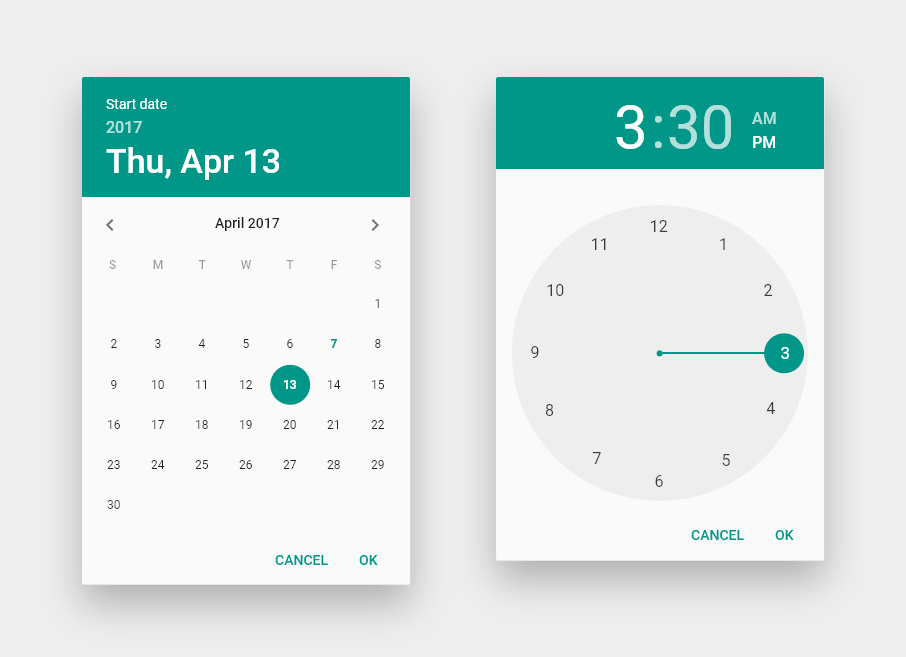 Start date
2017
Thu, Apr 13
April 2017
S M T W T F S
1
2 3 4 5 6 7 8
9 10 11 12 13 14 15
16 17 18 19 20 21 22
23 24 25 26 27 28 29
30
CANCEL OK
3:30 AM
PM
12
11 1
10 2
9 3
8 4
7 5
6
CANCEL OK